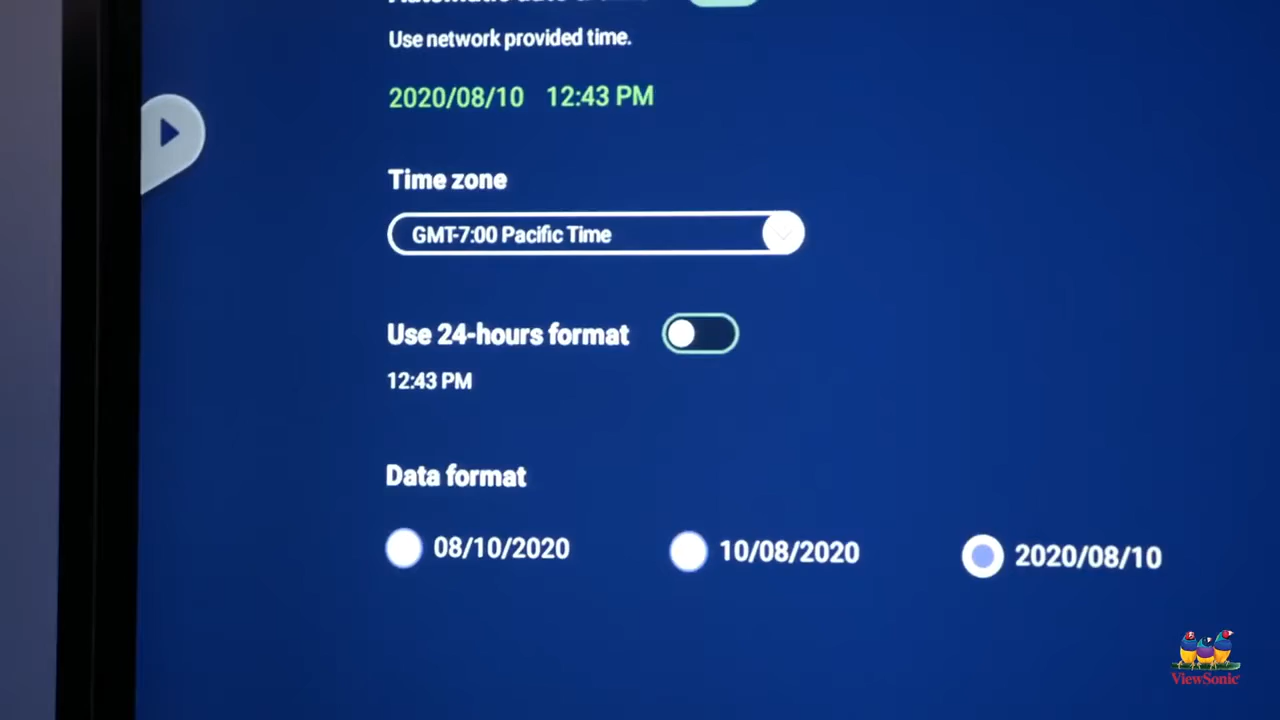 Use network provided time.
2020/08/10 12:43 PM
Time zone
GMT-7:00 Pacific Time
Use 24-hours format
12:43 PM
Data format
08/10/2020 10/08/2020 2020/08/10
ViewSonic